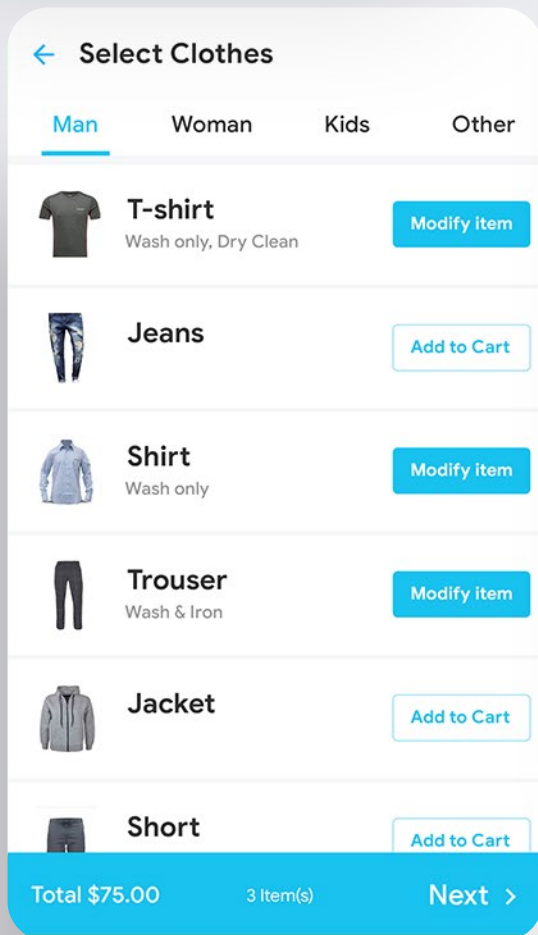 Select Clothes
Man Woman Kids Other
T-shirt
Wash only, Dry Clean
Modify item
Jeans
Add to Cart
Shirt
Wash only
Modify item
Trouser
Wash & Iron
Modify item
Jacket
Add to Cart
Short
Add to Cart
Total $75.00 3 Item(s) Next